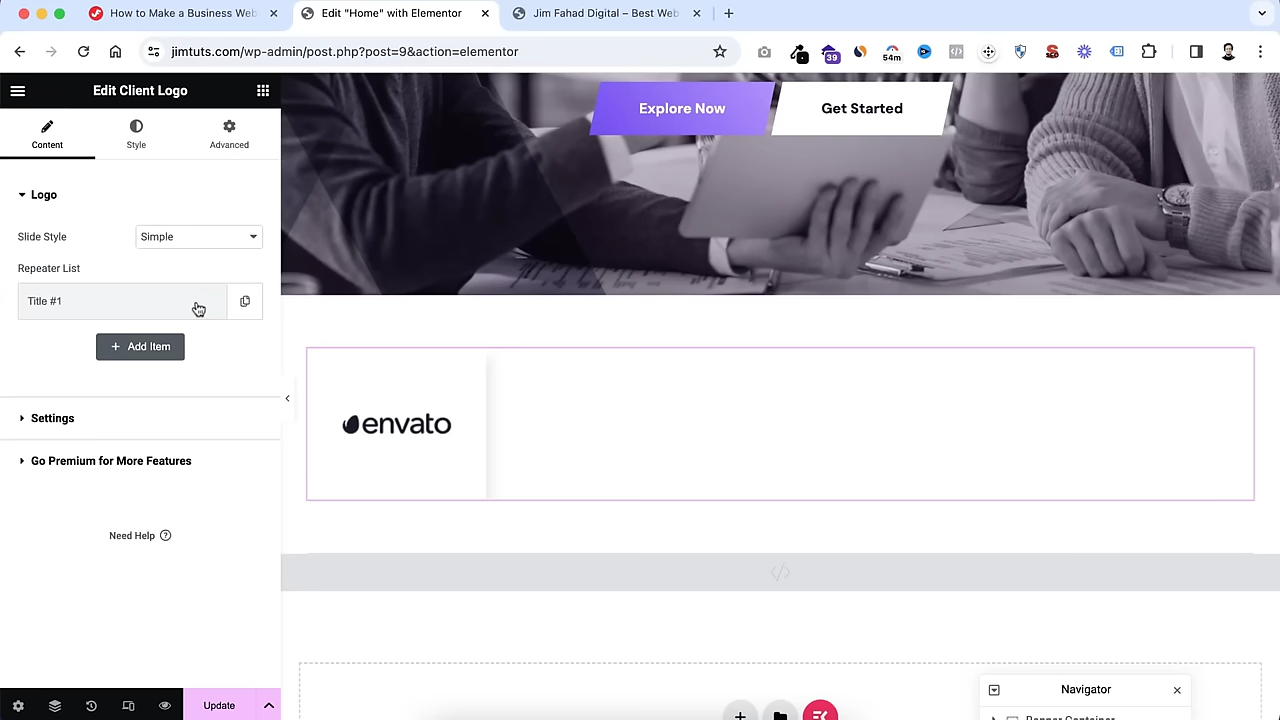 How to Make a Business Web
Edit "Home" with Elementor
Jim Fahad Digital – Best Web
jimtuts.com/wp-admin/post.php?post=9&action=elementor
39
54m
Edit Client Logo
Content
Style
Advanced
Logo
Slide Style
Simple
Repeater List
Title #1
+ Add Item
Settings
Go Premium for More Features
Need Help ?
Update
Explore Now
Get Started
envato
</>
Navigator
Banner Container